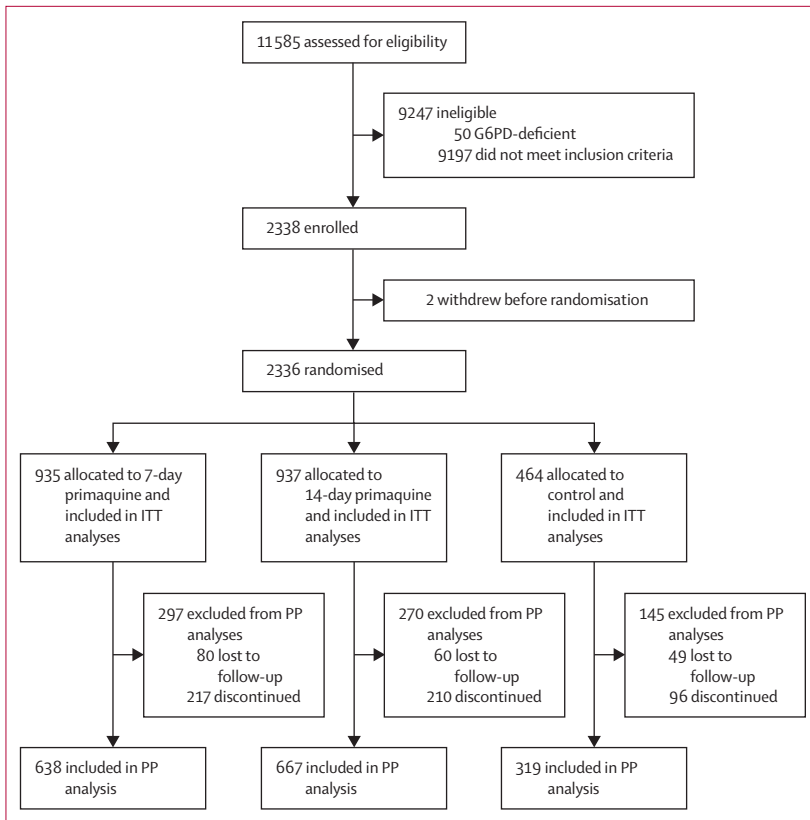 11585 assessed for eligibility
9247 ineligible
50 G6PD-deficient
9197 did not meet inclusion criteria
2338 enrolled
2 withdrew before randomisation
2336 randomised
935 allocated to 7-day
primaquine and
included in ITT
analyses
937 allocated to
14-day primaquine
and included in ITT
analyses
464 allocated to
control and
included in ITT
analyses
297 excluded from PP
analyses
80 lost to
follow-up
217 discontinued
270 excluded from PP
analyses
60 lost to
follow-up
210 discontinued
145 excluded from PP
analyses
49 lost to
follow-up
96 discontinued
638 included in PP
analysis
667 included in PP
analysis
319 included in PP
analysis